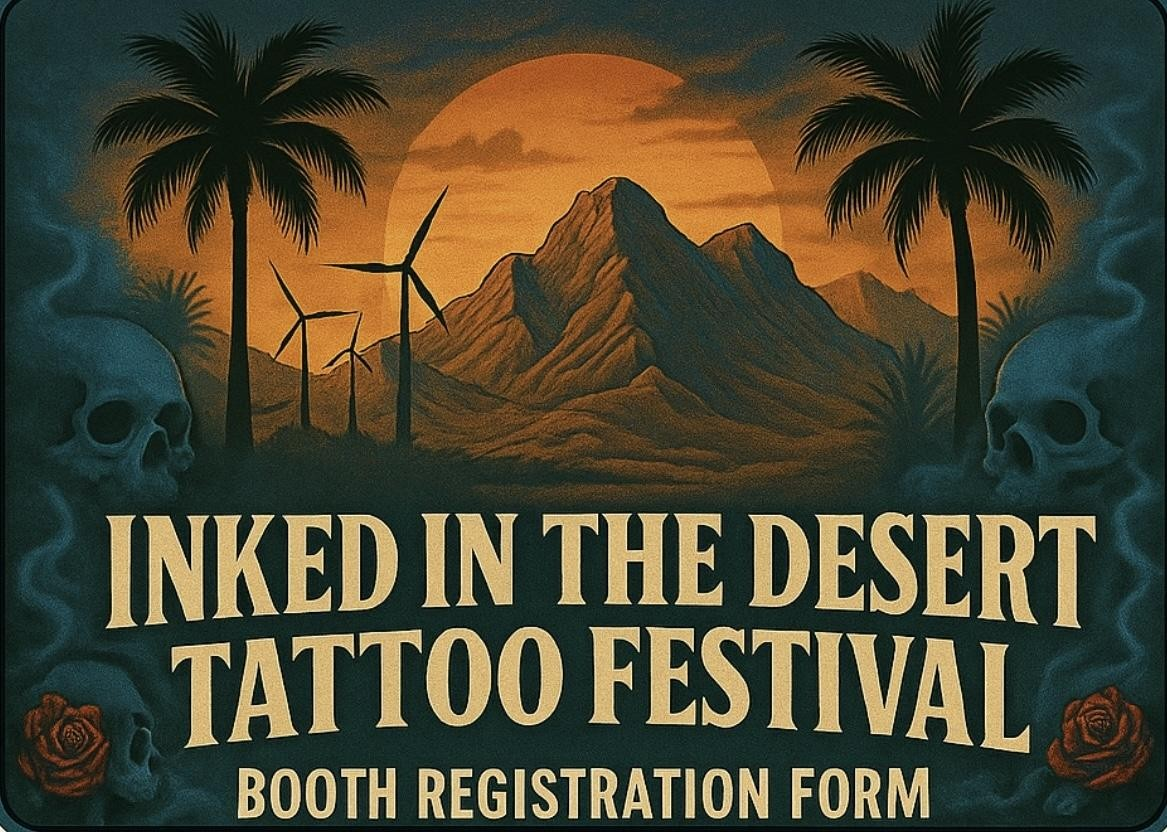 INKED IN THE DESERT
TATTOO FESTIVAL
BOOTH REGISTRATION FORM